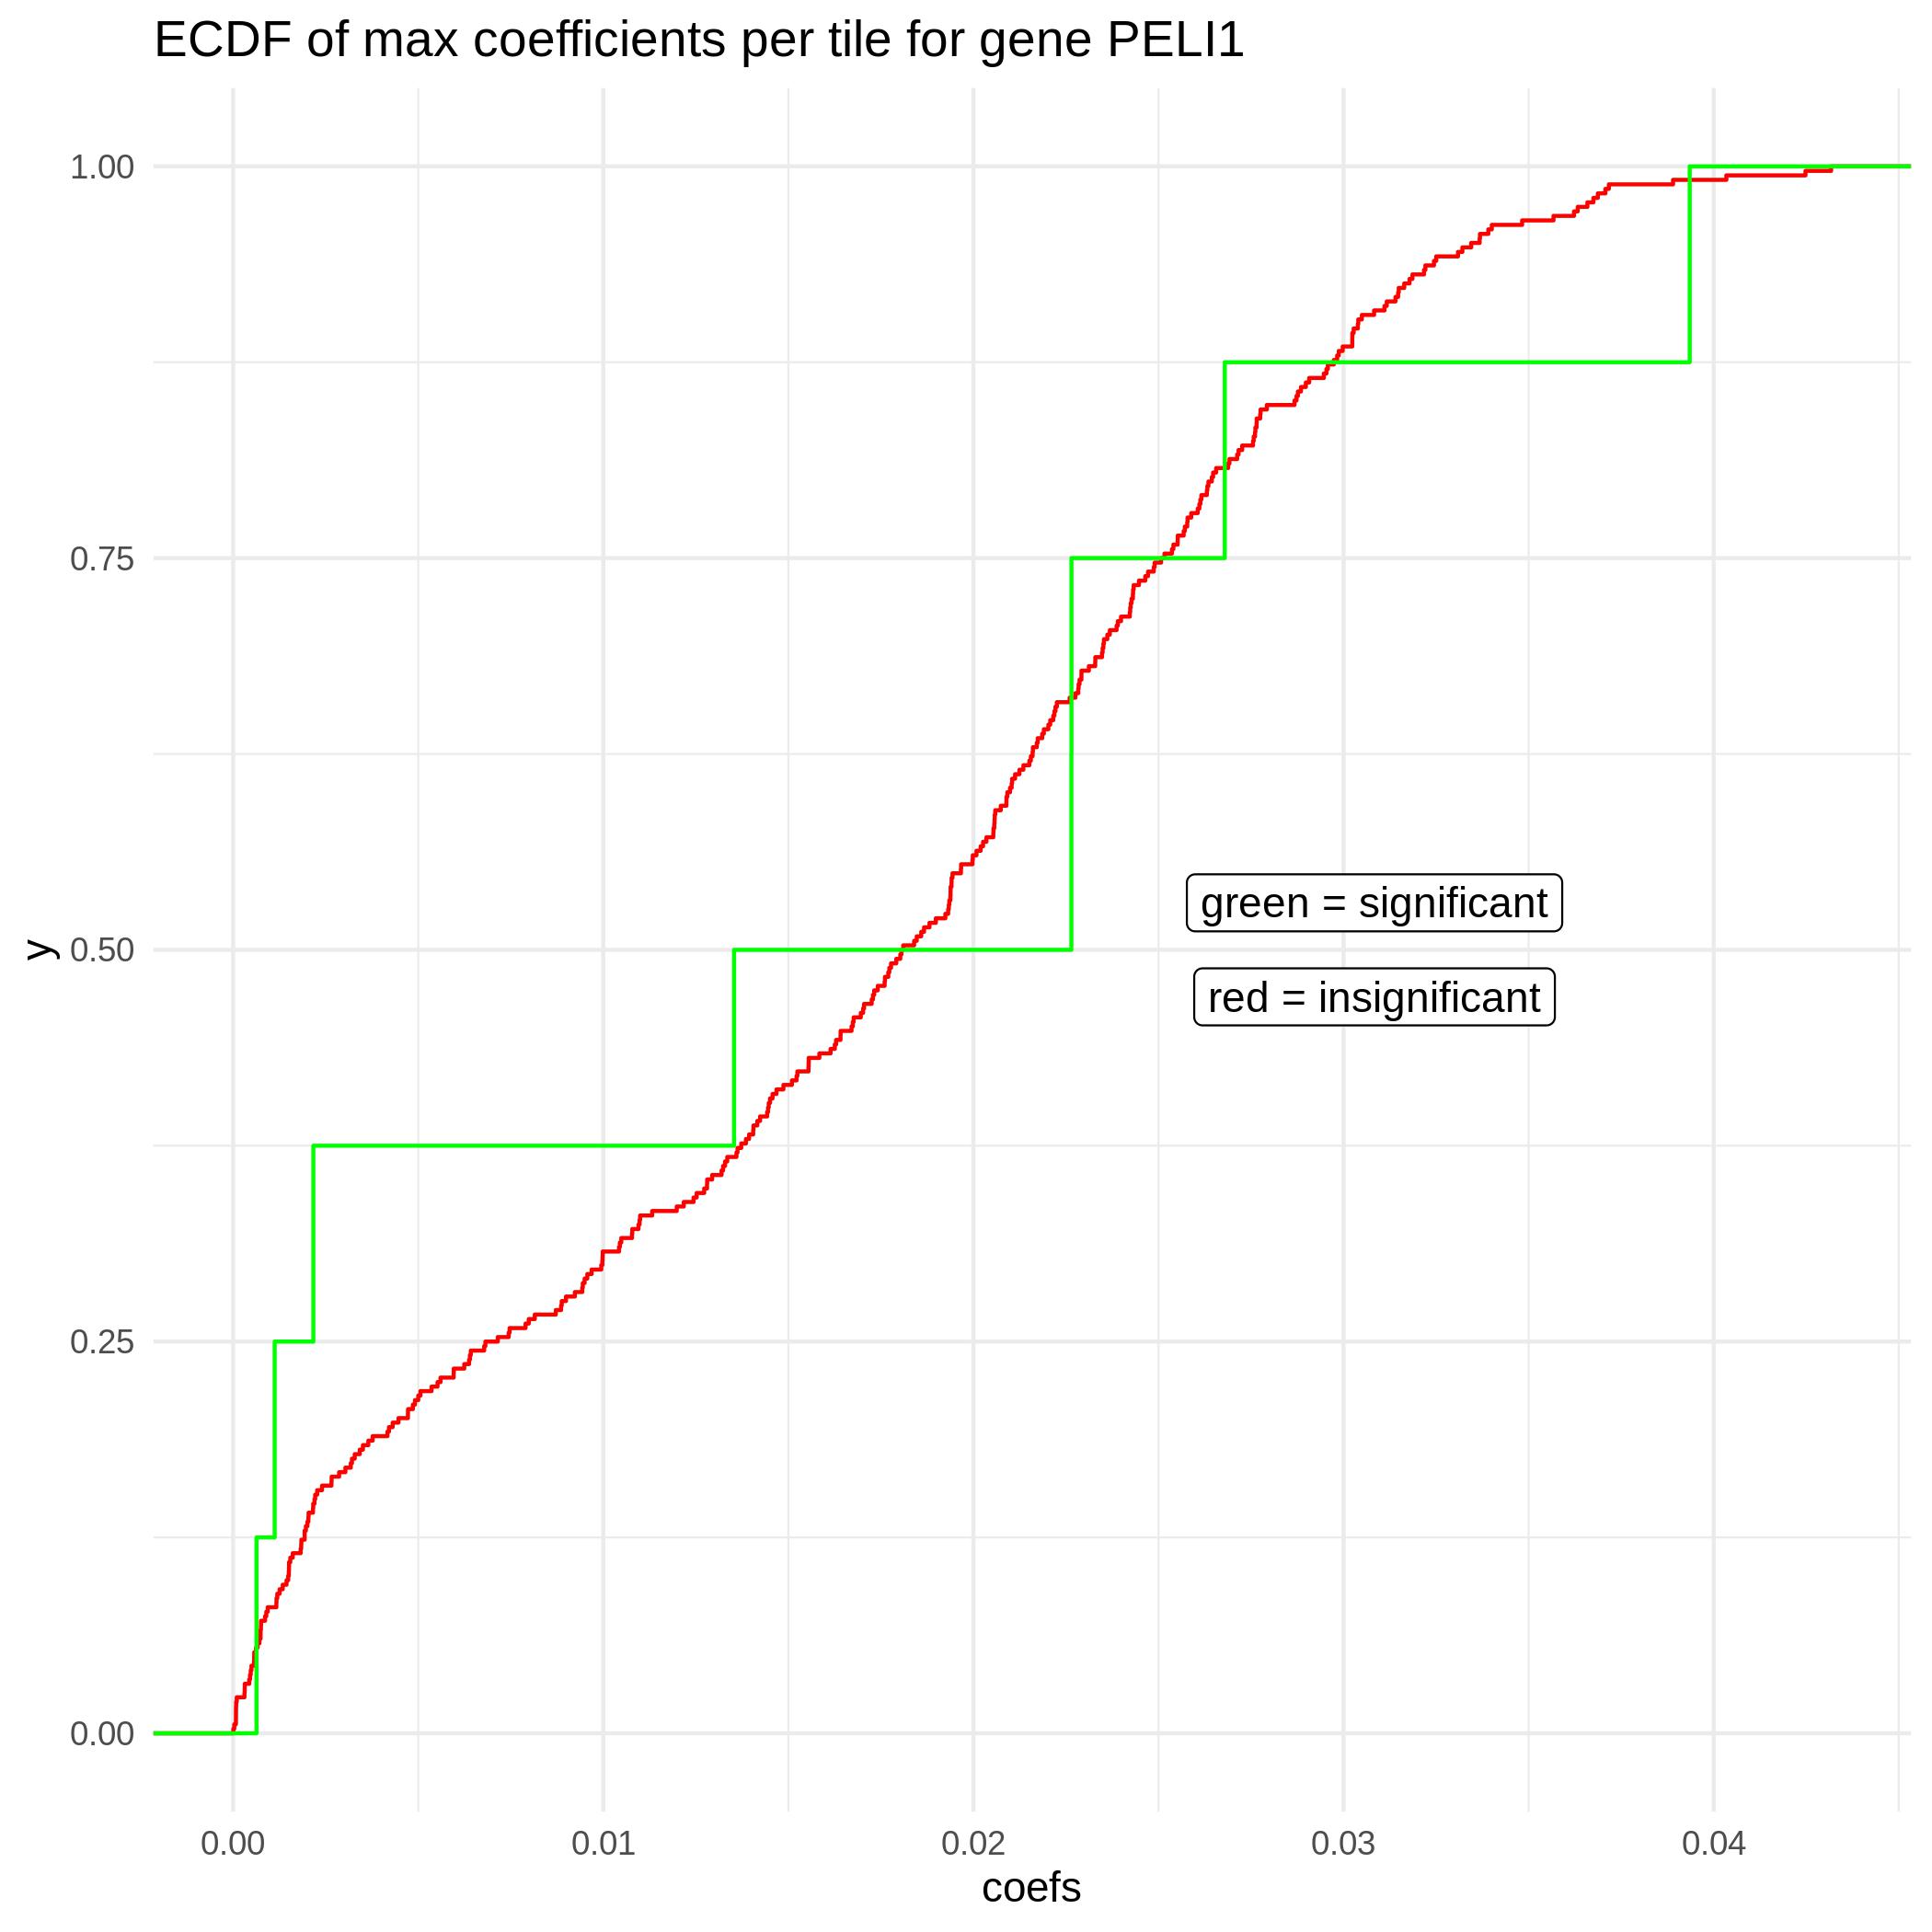 ECDF of max coefficients per tile for gene PELI1
1.00
0.75
0.50
0.25
0.00
y
green = significant
red = insignificant
0.00 0.01 0.02 0.03 0.04
coefs